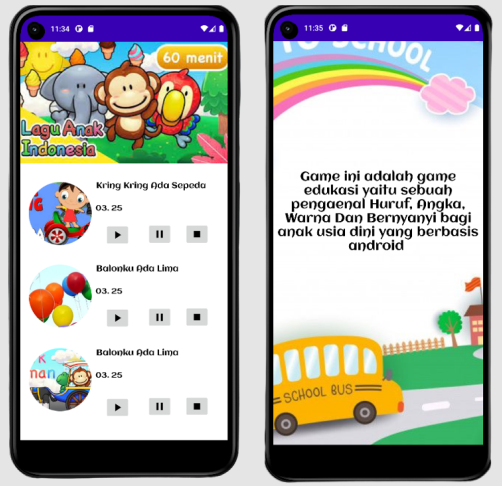 11:34
60 menit
Lagu Anak
Indonesia
Kring Kring Ada Sepeda
03. 25
Balonku Ada Lima
03. 25
Balonku Ada Lima
03. 25
11:35
TO SCHOOL
Game ini adalah game
edukasi yaitu sebuah
pengaenal Huruf, Angka,
Warna Dan Bernyanyi bagi
anak usia dini yang berbasis
android
SCHOOL BUS